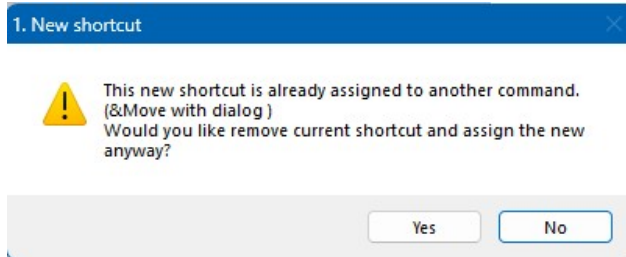 1. New shortcut
This new shortcut is already assigned to another command.
(&Move with dialog )
Would you like remove current shortcut and assign the new
anyway?
Yes
No